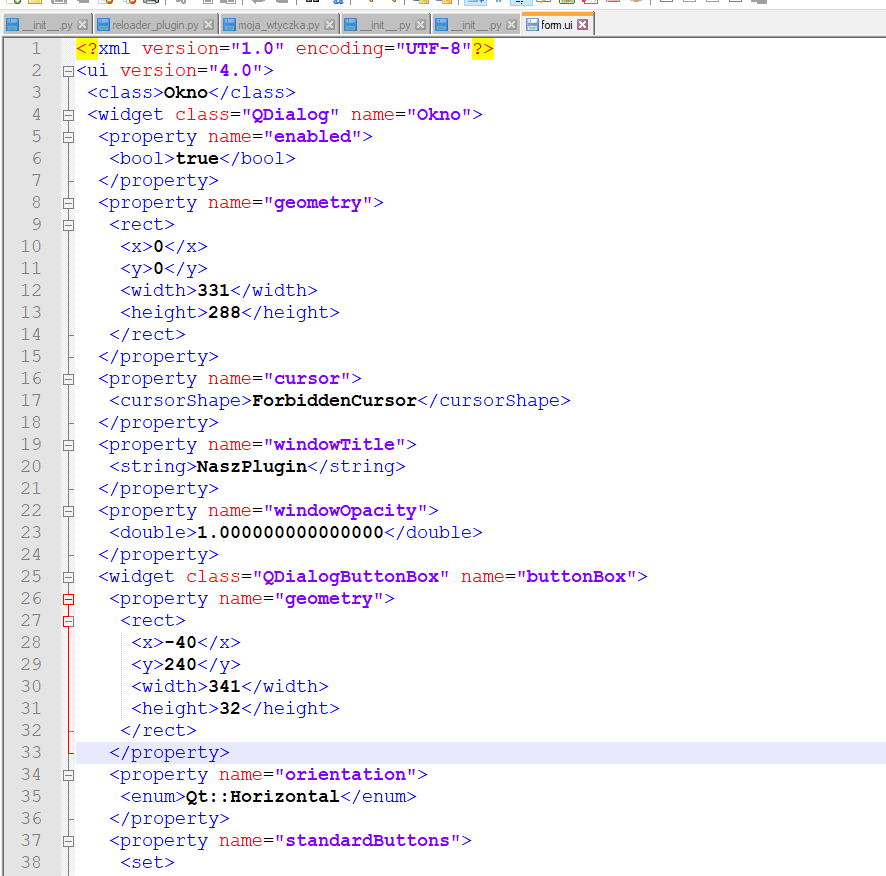 __init__.py
reloader_plugin.py
moja_wtyczka.py
__init__.py
__init__.py
form.ui
1 <?xml version="1.0" encoding="UTF-8"?>
2 <ui version="4.0">
3 <class>Okno</class>
4 <widget class="QDialog" name="Okno">
5 <property name="enabled">
6 <bool>true</bool>
7 </property>
8 <property name="geometry">
9 <rect>
10 <x>0</x>
11 <y>0</y>
12 <width>331</width>
13 <height>288</height>
14 </rect>
15 </property>
16 <property name="cursor">
17 <cursorShape>ForbiddenCursor</cursorShape>
18 </property>
19 <property name="windowTitle">
20 <string>NaszPlugin</string>
21 </property>
22 <property name="windowOpacity">
23 <double>1.000000000000000</double>
24 </property>
25 <widget class="QDialogButtonBox" name="buttonBox">
26 <property name="geometry">
27 <rect>
28 <x>-40</x>
29 <y>240</y>
30 <width>341</width>
31 <height>32</height>
32 </rect>
33 </property>
34 <property name="orientation">
35 <enum>Qt::Horizontal</enum>
36 </property>
37 <property name="standardButtons">
38 <set>